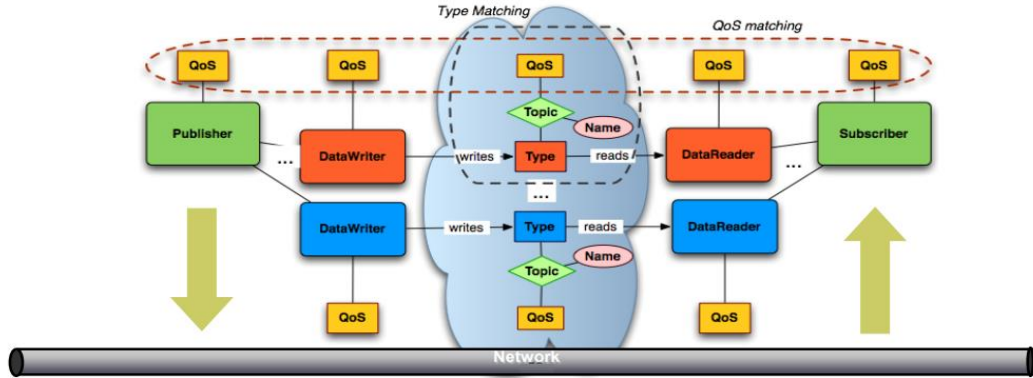 Type Matching
QoS matching
QoS
QoS
QoS
QoS
QoS
Publisher
Topic
Subscriber
Name
...
DataWriter
writes
Type
reads
DataReader
...
...
DataWriter
writes
Type
reads
DataReader
Name
Topic
QoS
QoS
QoS
Network